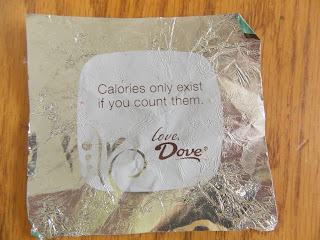 Calories only exist
if you count them.
love,
Dove®